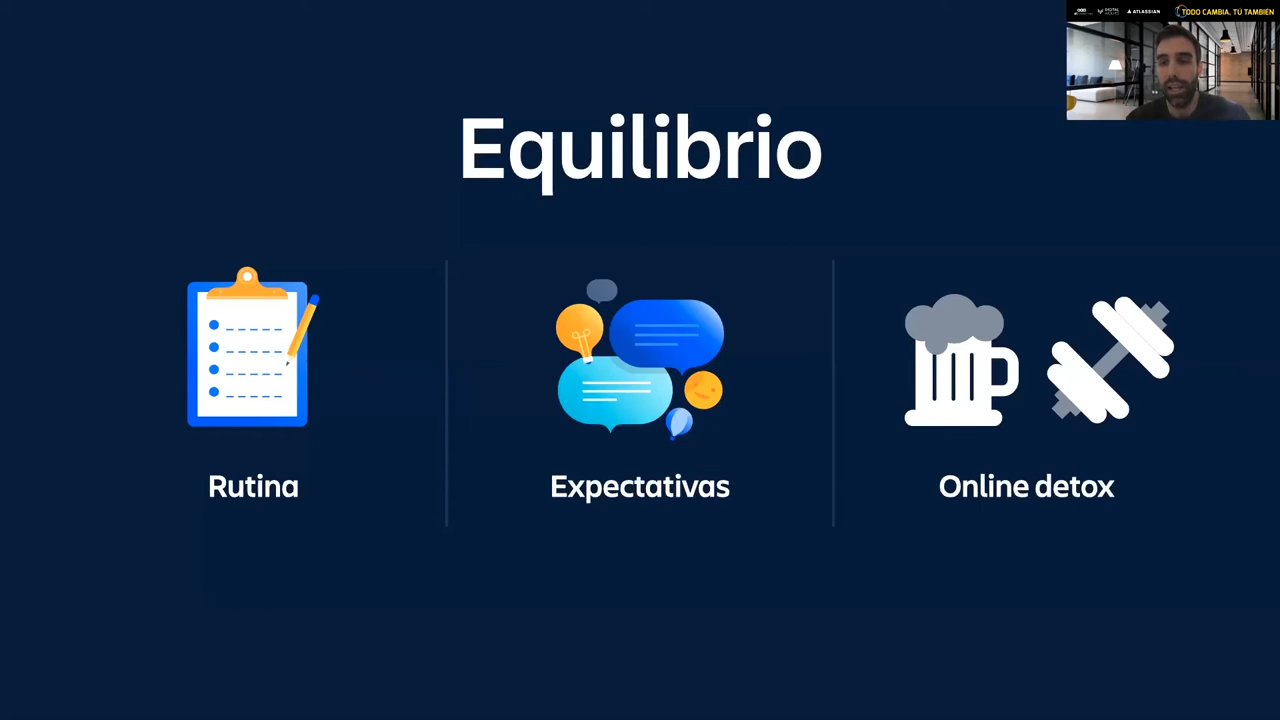 ATLASSIAN
TODO CAMBIA, TÚ TAMBIÉN
Equilibrio
Rutina
Expectativas
Online detox